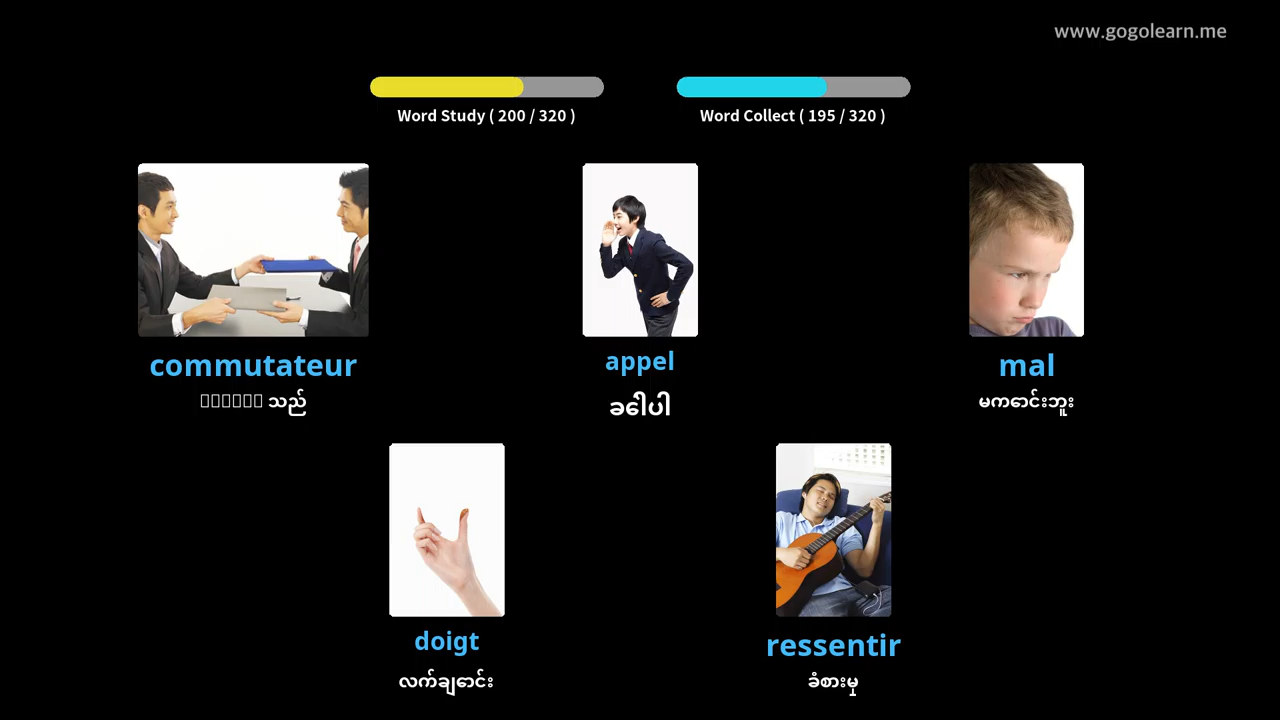 www.gogolearn.me
Word Study ( 200 / 320 )
Word Collect ( 195 / 320 )
commutateur
သည်
appel
ခေါ်ပါ
mal
မကောင်းဘူး
doigt
လက်ချောင်း
ressentir
ခံစားမှု